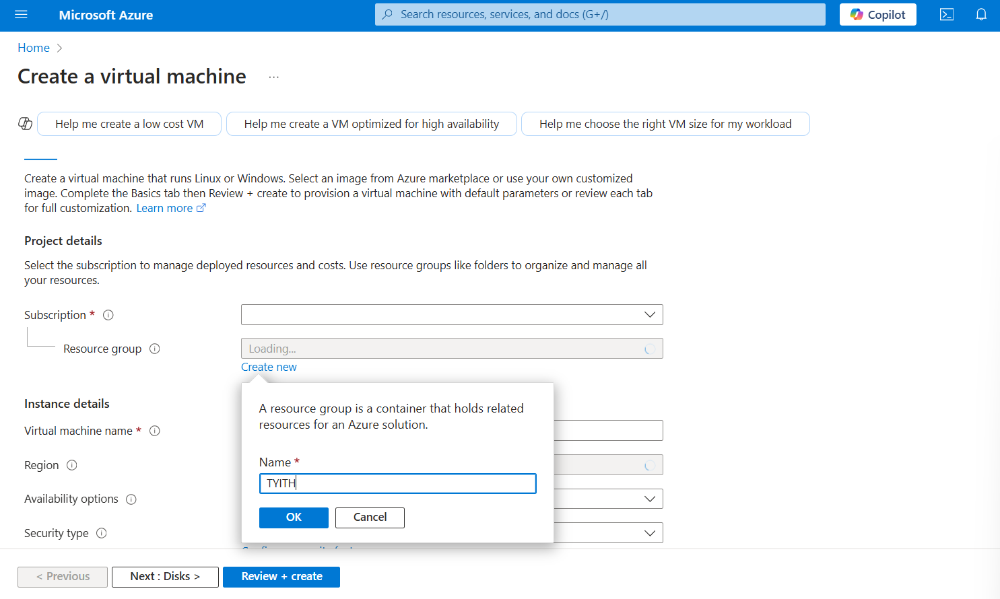 Microsoft Azure
Search resources, services, and docs (G+/)
Copilot
Home
Create a virtual machine
...
Help me create a low cost VM
Help me create a VM optimized for high availability
Help me choose the right VM size for my workload
Create a virtual machine that runs Linux or Windows. Select an image from Azure marketplace or use your own customized
image. Complete the Basics tab then Review + create to provision a virtual machine with default parameters or review each tab
for full customization. Learn more
Project details
Select the subscription to manage deployed resources and costs. Use resource groups like folders to organize and manage all
your resources.
Subscription *
Resource group
Loading...
Create new
A resource group is a container that holds related
resources for an Azure solution.
Name *
TYITH
OK
Cancel
Instance details
Virtual machine name *
Region
Availability options
Security type
< Previous
Next : Disks >
Review + create